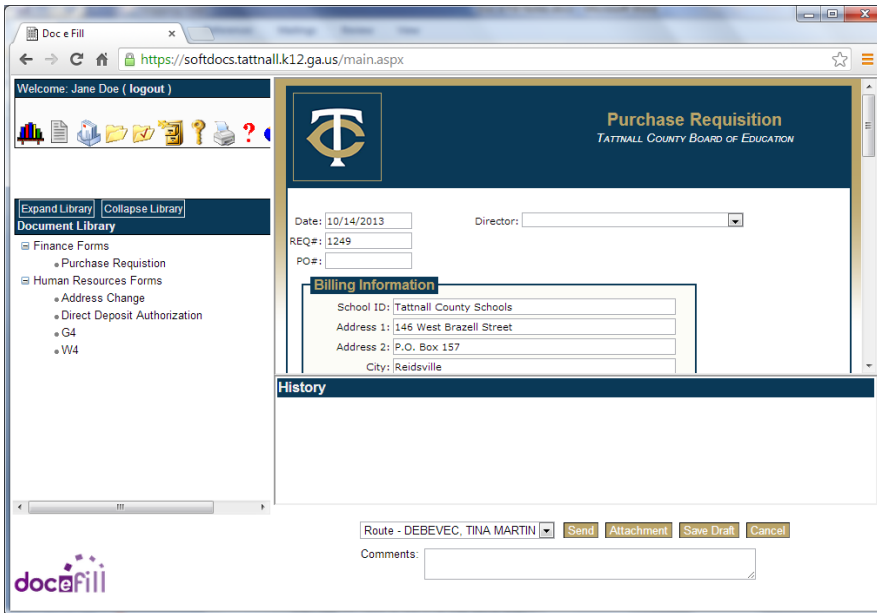 Doc e Fill
https://softdocs.tattnall.k12.ga.us/main.aspx
Welcome: Jane Doe ( logout )
Expand Library Collapse Library
Document Library
Finance Forms
Purchase Requistion
Human Resources Forms
Address Change
Direct Deposit Authorization
G4
W4
docefill
TC
Purchase Requisition
TATTNALL COUNTY BOARD OF EDUCATION
Date: 10/14/2013 Director:
REQ#: 1249
PO#:
Billing Information
School ID: Tattnall County Schools
Address 1: 146 West Brazell Street
Address 2: P.O. Box 157
City: Reidsville
History
Route - DEBEVEC, TINA MARTIN Send Attachment Save Draft Cancel
Comments: